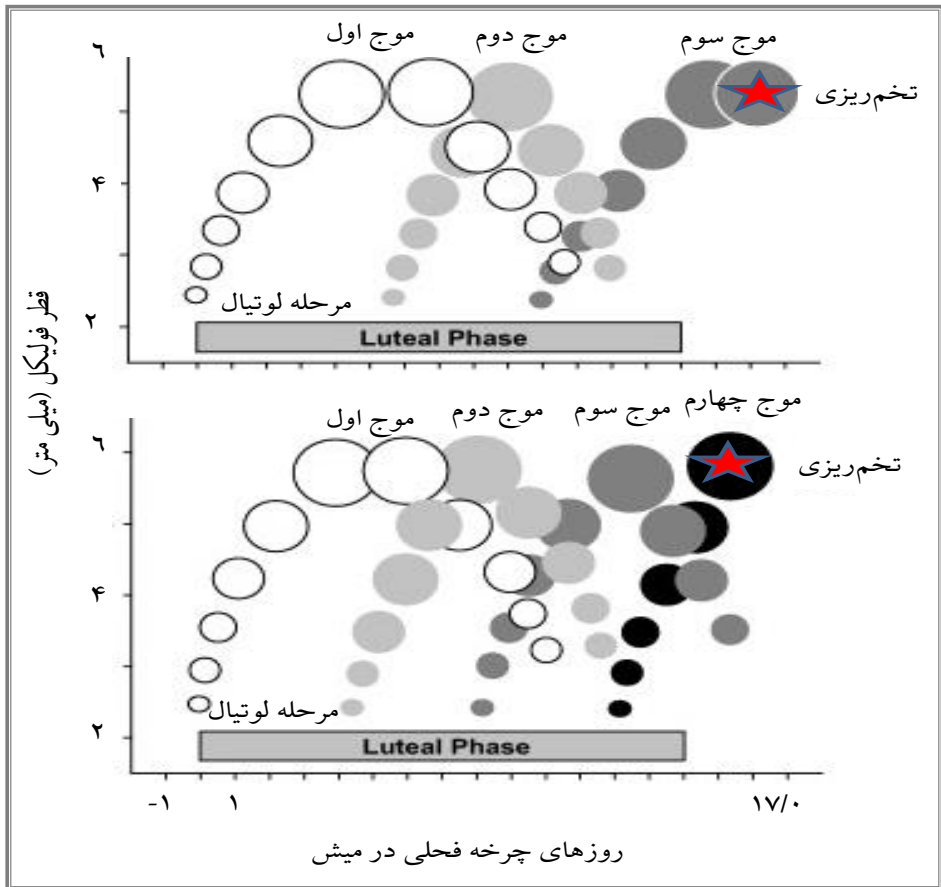 موج اول
موج دوم
موج سوم
تخم‌ریزی
۶
۴
۲
مرحله لوتیال
Luteal Phase
قطر فولیکل (میلی متر)
موج اول
موج دوم
موج سوم
موج چهارم
تخم‌ریزی
۶
۴
۲
مرحله لوتیال
Luteal Phase
-۱ ۱ ۱۷/۰
روزهای چرخه فحلی در میش